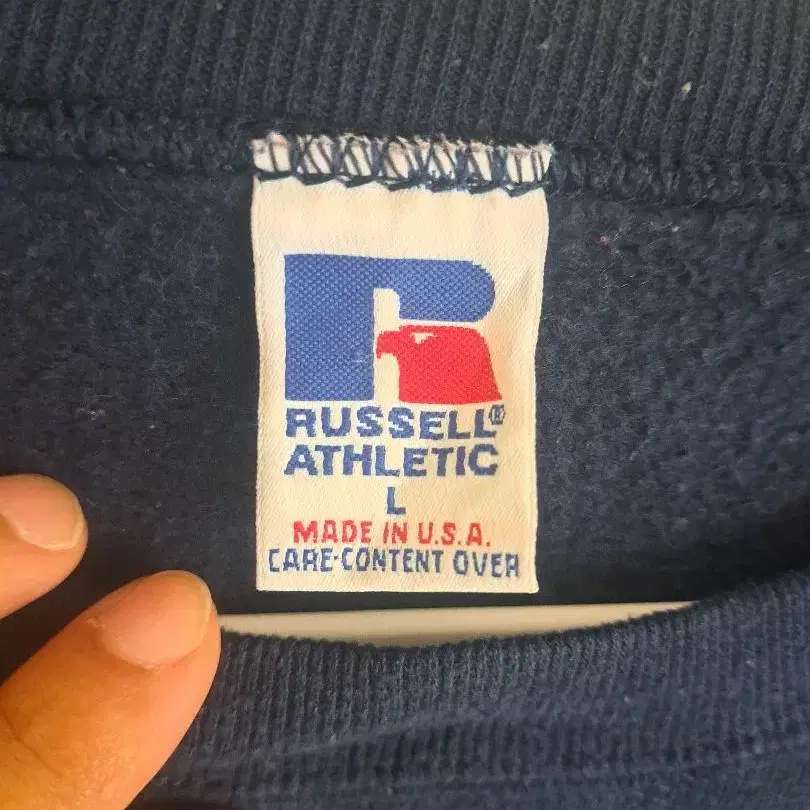 RUSSELL®
ATHLETIC
L
MADE IN U.S.A.
CARE-CONTENT OVER